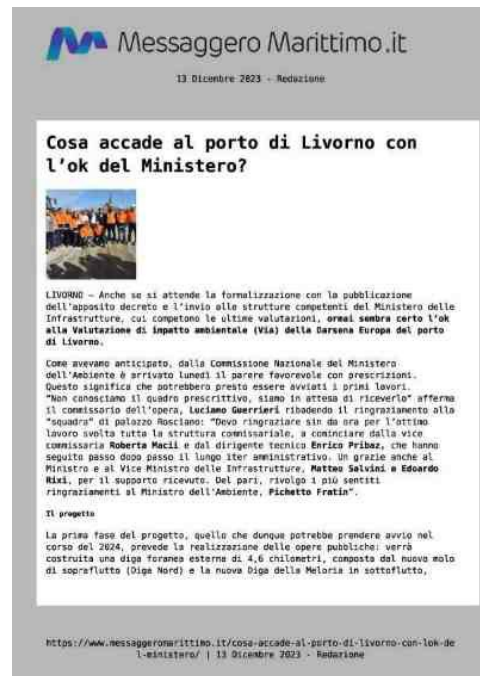 Messaggero Marittimo.it
13 Dicembre 2023 - Redazione
Cosa accade al porto di Livorno con
l'ok del Ministero?
LIVORNO – Anche se si attende la formalizzazione con la pubblicazione
dell'apposito decreto e l'invio alle strutture competenti del Ministero delle
Infrastrutture, cui competono le ultime valutazioni, ormai sembra certo l'ok
alla Valutazione di impatto ambientale (Via) della Darsena Europa del porto
di Livorno.
Come avevamo anticipato, dalla Commissione Nazionale del Ministero
dell'Ambiente è arrivato lunedì il parere favorevole con prescrizioni.
Questo significa che potrebbero presto essere avviati i primi lavori.
"Non conosciamo il quadro prescrittivo, siamo in attesa di riceverlo" afferma
il commissario dell'opera, Luciano Guerrieri ribadendo il ringraziamento alla
"squadra" di palazzo Rosciano: "Devo ringraziare sin da ora per l'ottimo
lavoro svolto tutta la struttura commissariale, a cominciare dalla vice
commissaria Roberta Macii e dal dirigente tecnico Enrico Pribaz, che hanno
seguito passo dopo passo il lungo iter amministrativo. Un grazie anche al
Ministro e al Vice Ministro delle Infrastrutture, Matteo Salvini e Edoardo
Rixi, per il supporto ricevuto. Del pari, rivolgo i più sentiti
ringraziamenti al Ministro dell'Ambiente, Pichetto Fratin".
Il progetto
La prima fase del progetto, quello che dunque potrebbe prendere avvio nel
corso del 2024, prevede la realizzazione delle opere pubbliche: verrà
costruita una diga foranea esterna di 4,6 chilometri, composta dal nuovo molo
di sopraflutto (Diga Nord) e la nuova Diga della Meloria in sottoflutto,
https://www.messaggeromarittimo.it/cosa-accade-al-porto-di-livorno-con-lok-de
l-ministero/ | 13 Dicembre 2023 - Redazione